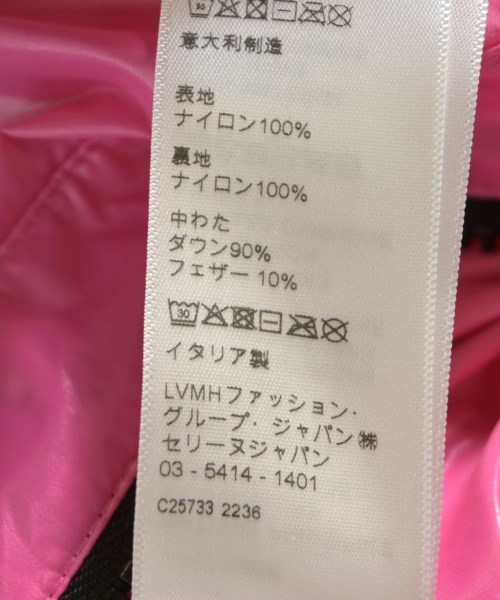 意大利制造
表地
ナイロン100%
裏地
ナイロン100%
中わた
ダウン90%
フェザー 10%
30
イタリア製
LVMHファッション・
グループ・ジャパン㈱
セリーヌジャパン
03 - 5414 - 1401
C25733 2236